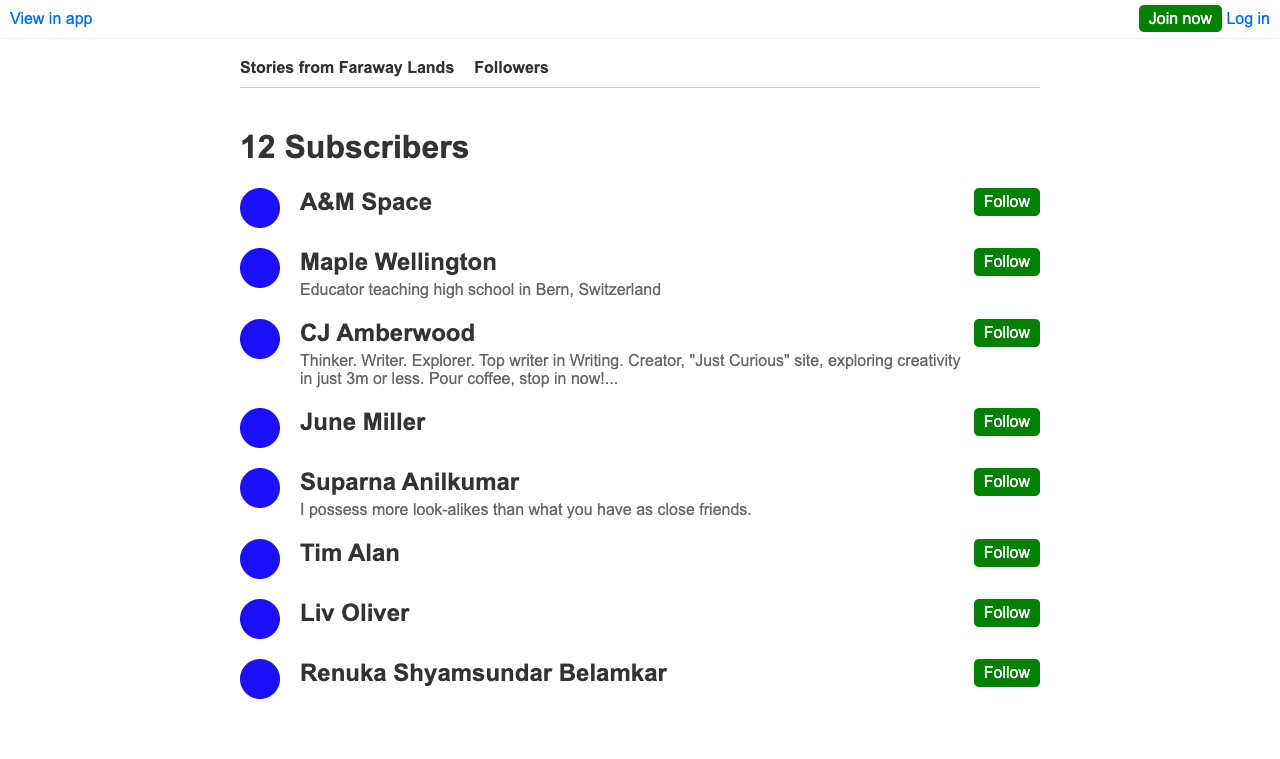 View in app
Join now Log in
Stories from Faraway Lands Followers
12 Subscribers
A&M Space
Follow
Maple Wellington
Follow
Educator teaching high school in Bern, Switzerland
CJ Amberwood
Follow
Thinker. Writer. Explorer. Top writer in Writing. Creator, "Just Curious" site, exploring creativity
in just 3m or less. Pour coffee, stop in now!...
June Miller
Follow
Suparna Anilkumar
Follow
I possess more look-alikes than what you have as close friends.
Tim Alan
Follow
Liv Oliver
Follow
Renuka Shyamsundar Belamkar
Follow